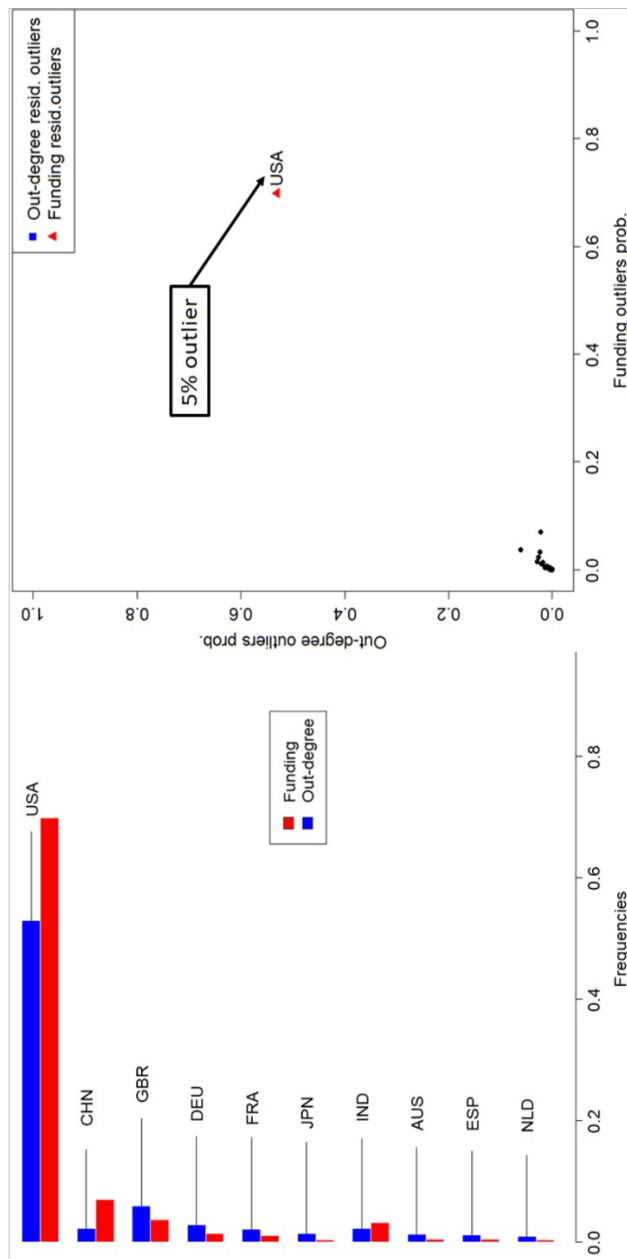 USA
CHN
GBR
DEU
FRA
JPN
IND
AUS
ESP
NLD
Funding
Out-degree
0.0 0.2 0.4 0.6 0.8
Frequencies
Out-degree resid. outliers
Funding resid.outliers
5% outlier
USA
Out-degree outliers prob.
0.0 0.2 0.4 0.6 0.8 1.0
0.0 0.2 0.4 0.6 0.8 1.0
Funding outliers prob.